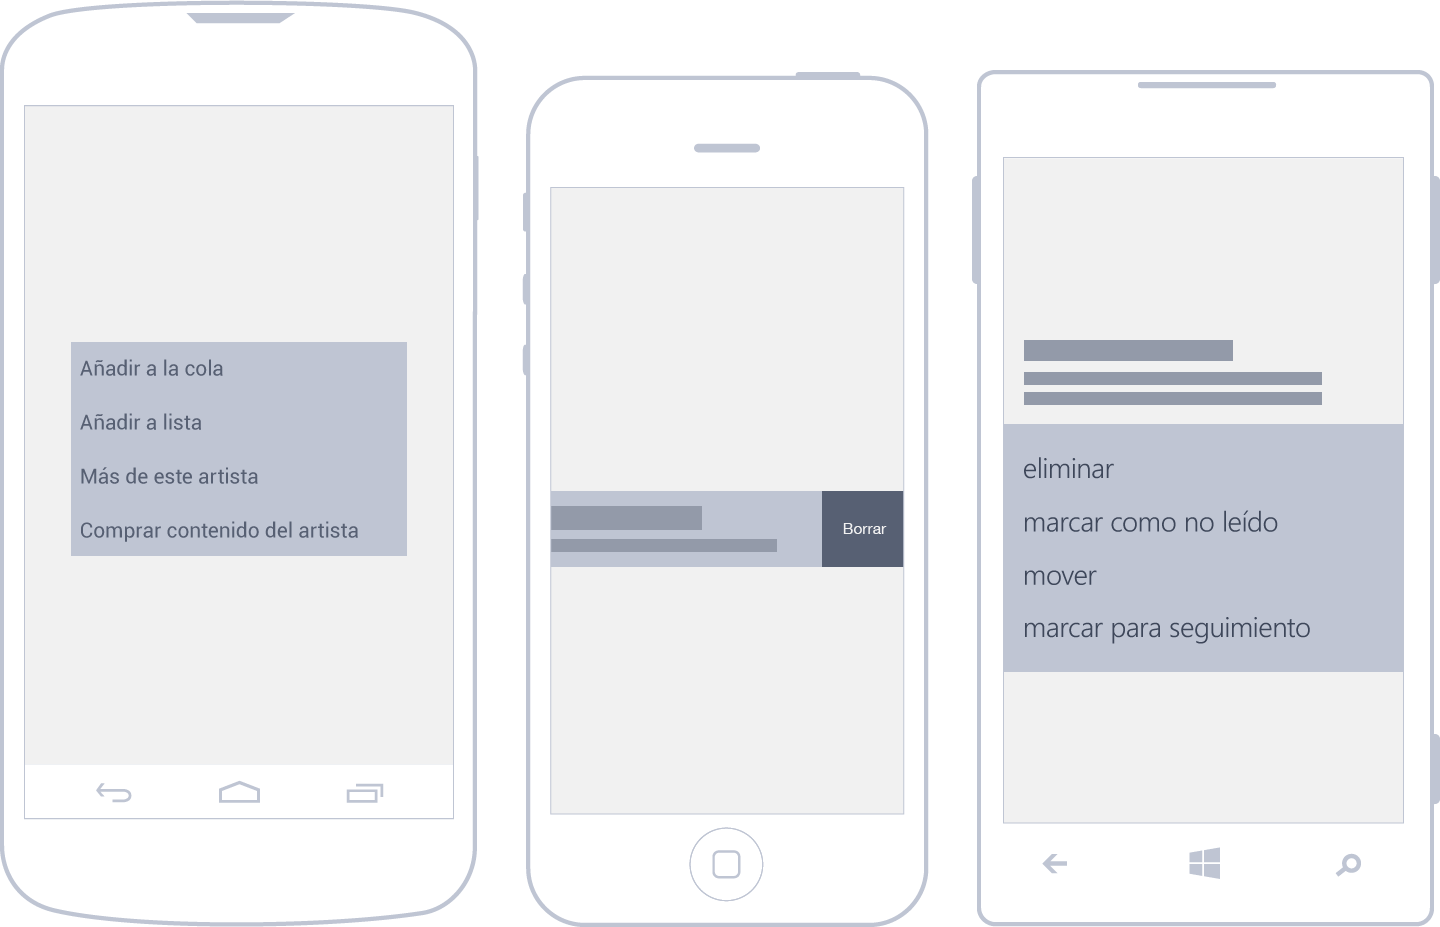 Añadir a la cola
Añadir a lista
Más de este artista
Comprar contenido del artista
Borrar
eliminar
marcar como no leído
mover
marcar para seguimiento